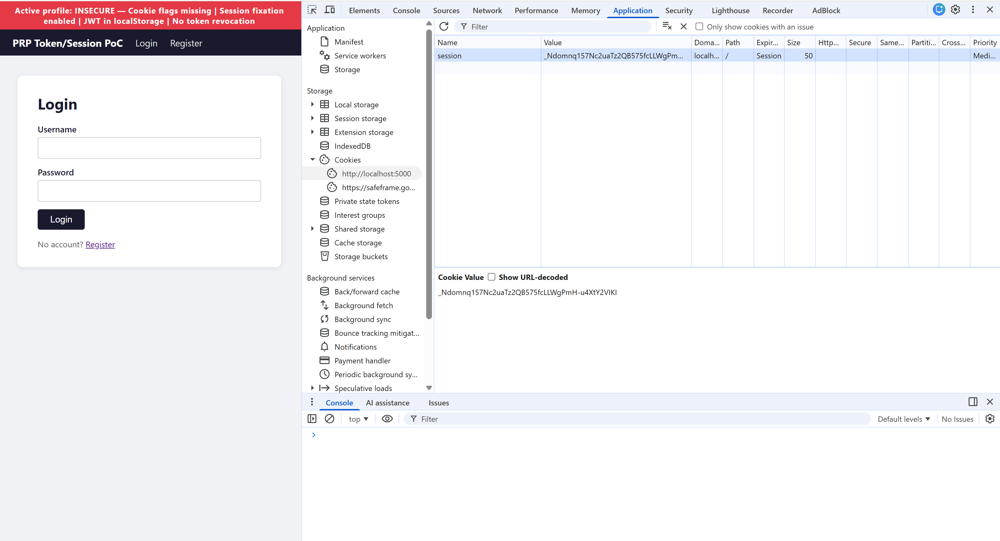 Active profile: INSECURE — Cookie flags missing | Session fixation
enabled | JWT in localStorage | No token revocation
PRP Token/Session PoC Login Register
Login
Username
Password
Login
No account? Register
Elements Console Sources Network Performance Memory Application Security Lighthouse Recorder AdBlock
Application
Manifest
Service workers
Storage
Storage
Local storage
Session storage
Extension storage
IndexedDB
Cookies
http://localhost:5000
https://safeframe.go...
Private state tokens
Interest groups
Shared storage
Cache storage
Storage buckets
Background services
Back/forward cache
Background fetch
Background sync
Bounce tracking mitigat...
Notifications
Payment handler
Periodic background sy...
Speculative loads
Filter Only show cookies with an issue
Name Value Doma... Path Expir... Size Http... Secure Same... Partiti... Cross... Priority
session _Ndomnq157Nc2uaTz2QB575fcLLWgPm... localh... / Session 50 Medi...
Cookie Value Show URL-decoded
_Ndomnq157Nc2uaTz2QB575fcLLWgPmH-u4XtY2VIKI
Console AI assistance Issues
top Filter Default levels No Issues